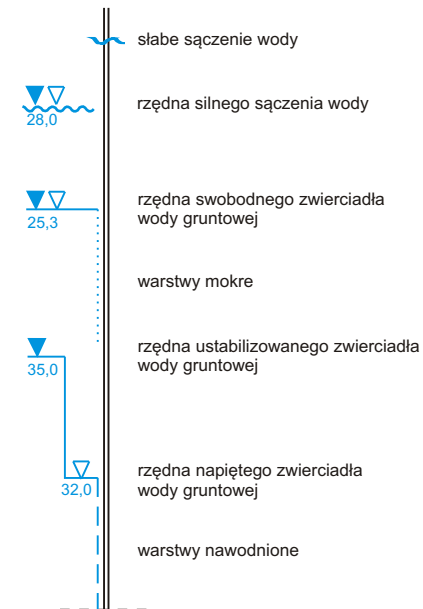 słabe sączenie wody
rzędna silnego sączenia wody
28,0
rzędna swobodnego zwierciadła
wody gruntowej
25,3
warstwy mokre
rzędna ustabilizowanego zwierciadła
wody gruntowej
35,0
rzędna napiętego zwierciadła
wody gruntowej
32,0
warstwy nawodnione